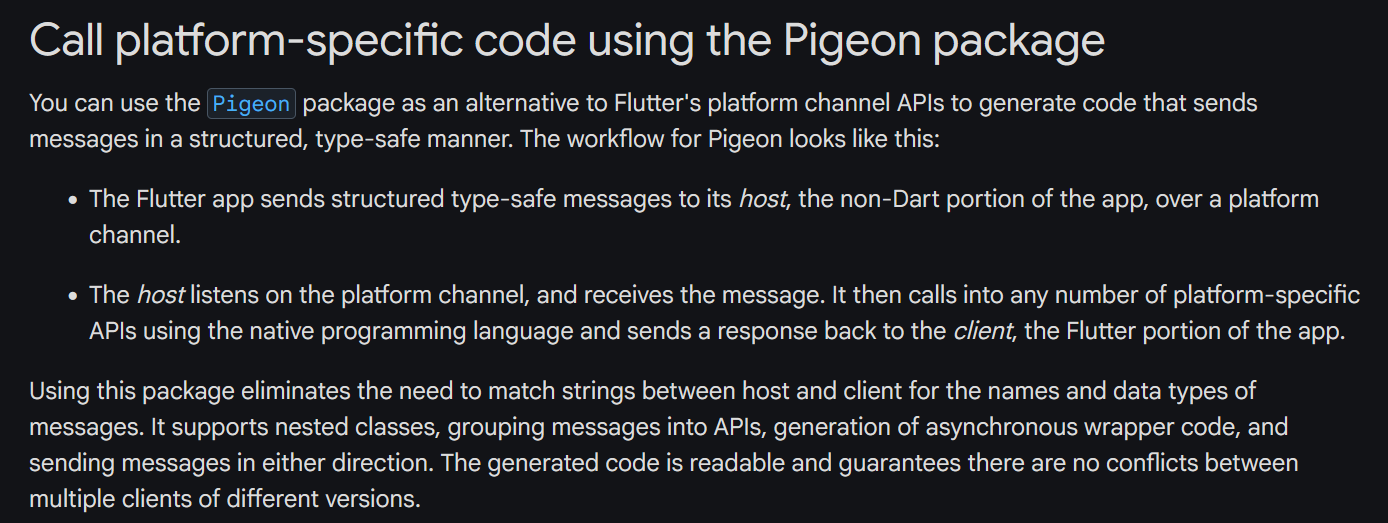 Call platform-specific code using the Pigeon package
You can use the Pigeon package as an alternative to Flutter's platform channel APIs to generate code that sends
messages in a structured, type-safe manner. The workflow for Pigeon looks like this:
• The Flutter app sends structured type-safe messages to its host, the non-Dart portion of the app, over a platform
channel.
• The host listens on the platform channel, and receives the message. It then calls into any number of platform-specific
APIs using the native programming language and sends a response back to the client, the Flutter portion of the app.
Using this package eliminates the need to match strings between host and client for the names and data types of
messages. It supports nested classes, grouping messages into APIs, generation of asynchronous wrapper code, and
sending messages in either direction. The generated code is readable and guarantees there are no conflicts between
multiple clients of different versions.